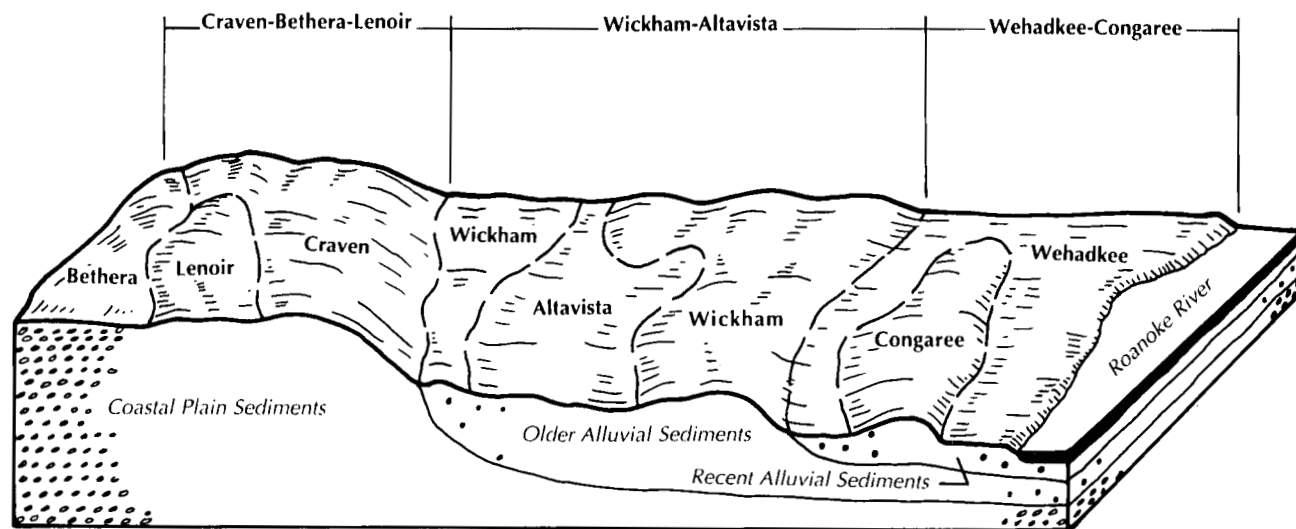 Craven-Bethera-Lenoir
Wickham-Altavista
Wehadkee-Congaree
Bethera
Lenoir
Craven
Wickham
Altavista
Wickham
Congaree
Wehadkee
Roanoke River
Coastal Plain Sediments
Older Alluvial Sediments
Recent Alluvial Sediments